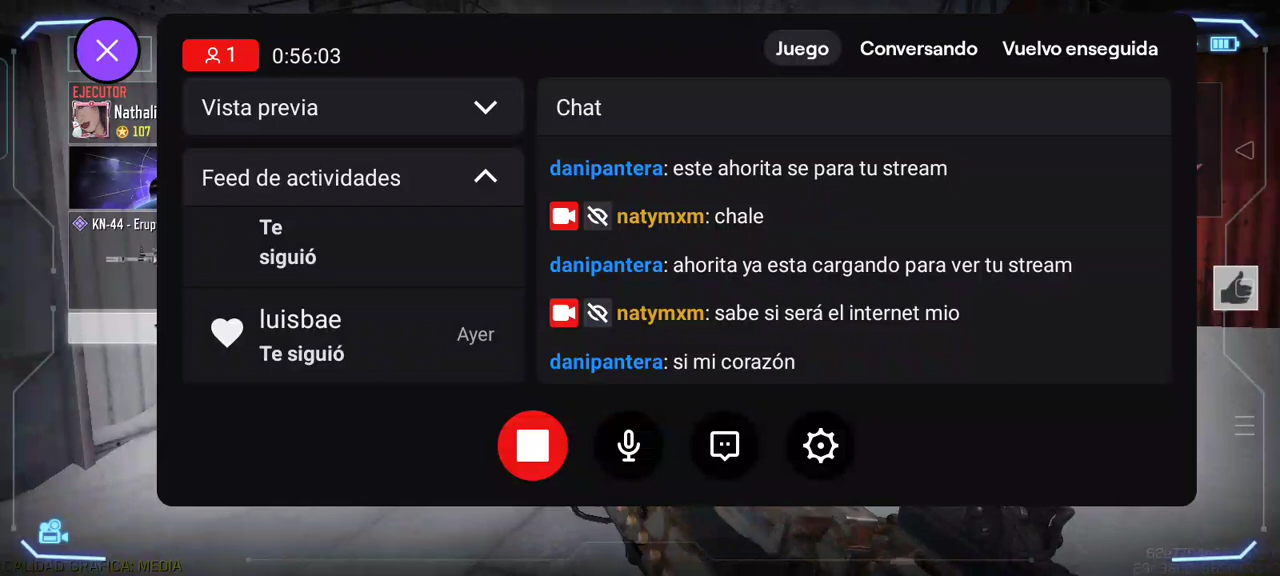 1
0:56:03
Juego
Conversando
Vuelvo enseguida
EJECUTOR
Nathali
107
KN-44 - Erup
Vista previa
Feed de actividades
Te
siguió
luisbae
Te siguió
Ayer
Chat
danipantera: este ahorita se para tu stream
natymxm: chale
danipantera: ahorita ya esta cargando para ver tu stream
natymxm: sabe si será el internet mio
danipantera: si mi corazón
CALIDAD GRAFICA: MEDIA